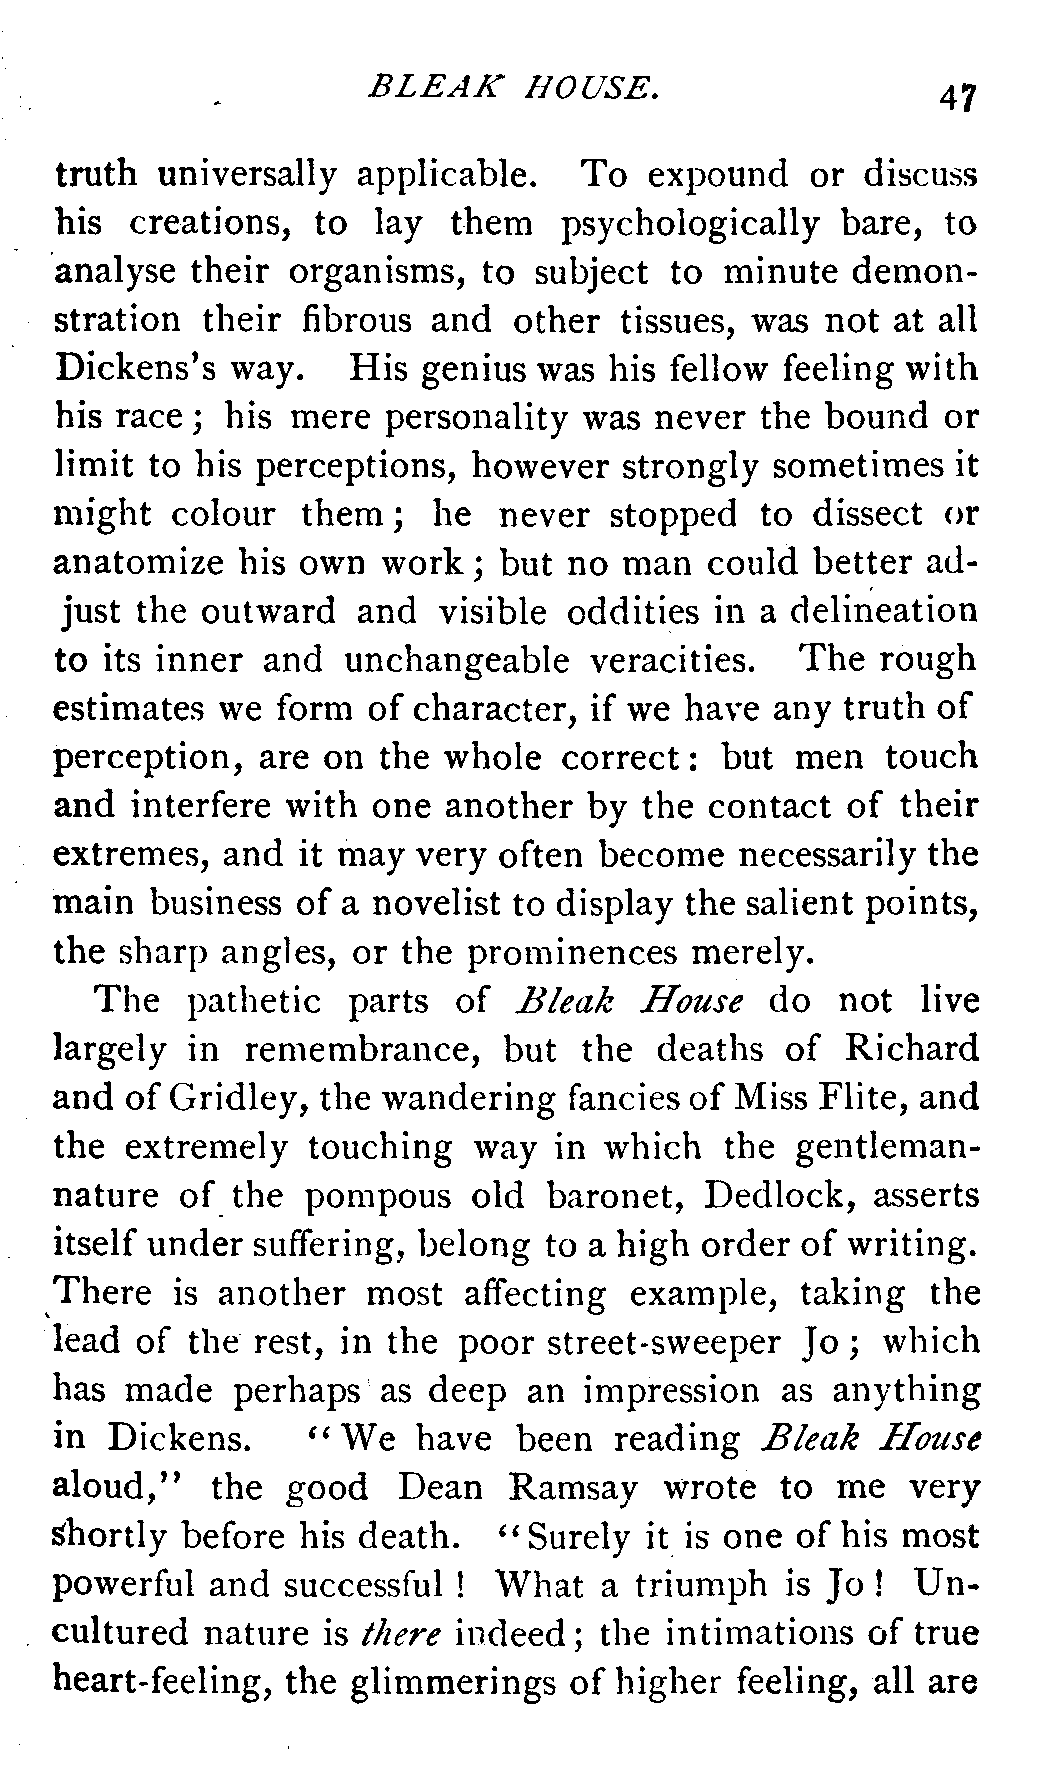 BLEAK HOUSE. 47
truth universally applicable. To expound or discuss
his creations, to lay them psychologically bare, to
analyse their organisms, to subject to minute demon-
stration their fibrous and other tissues, was not at all
Dickens's way. His genius was his fellow feeling with
his race; his mere personality was never the bound or
limit to his perceptions, however strongly sometimes it
might colour them; he never stopped to dissect or
anatomize his own work; but no man could better ad-
just the outward and visible oddities in a delineation
to its inner and unchangeable veracities. The rough
estimates we form of character, if we have any truth of
perception, are on the whole correct: but men touch
and interfere with one another by the contact of their
extremes, and it may very often become necessarily the
main business of a novelist to display the salient points,
the sharp angles, or the prominences merely.
The pathetic parts of Bleak House do not live
largely in remembrance, but the deaths of Richard
and of Gridley, the wandering fancies of Miss Flite, and
the extremely touching way in which the gentleman-
nature of the pompous old baronet, Dedlock, asserts
itself under suffering, belong to a high order of writing.
There is another most affecting example, taking the
lead of the rest, in the poor street-sweeper Jo; which
has made perhaps as deep an impression as anything
in Dickens. "We have been reading Bleak House
aloud," the good Dean Ramsay wrote to me very
shortly before his death. "Surely it is one of his most
powerful and successful! What a triumph is Jo! Un-
cultured nature is there indeed; the intimations of true
heart-feeling, the glimmerings of higher feeling, all are